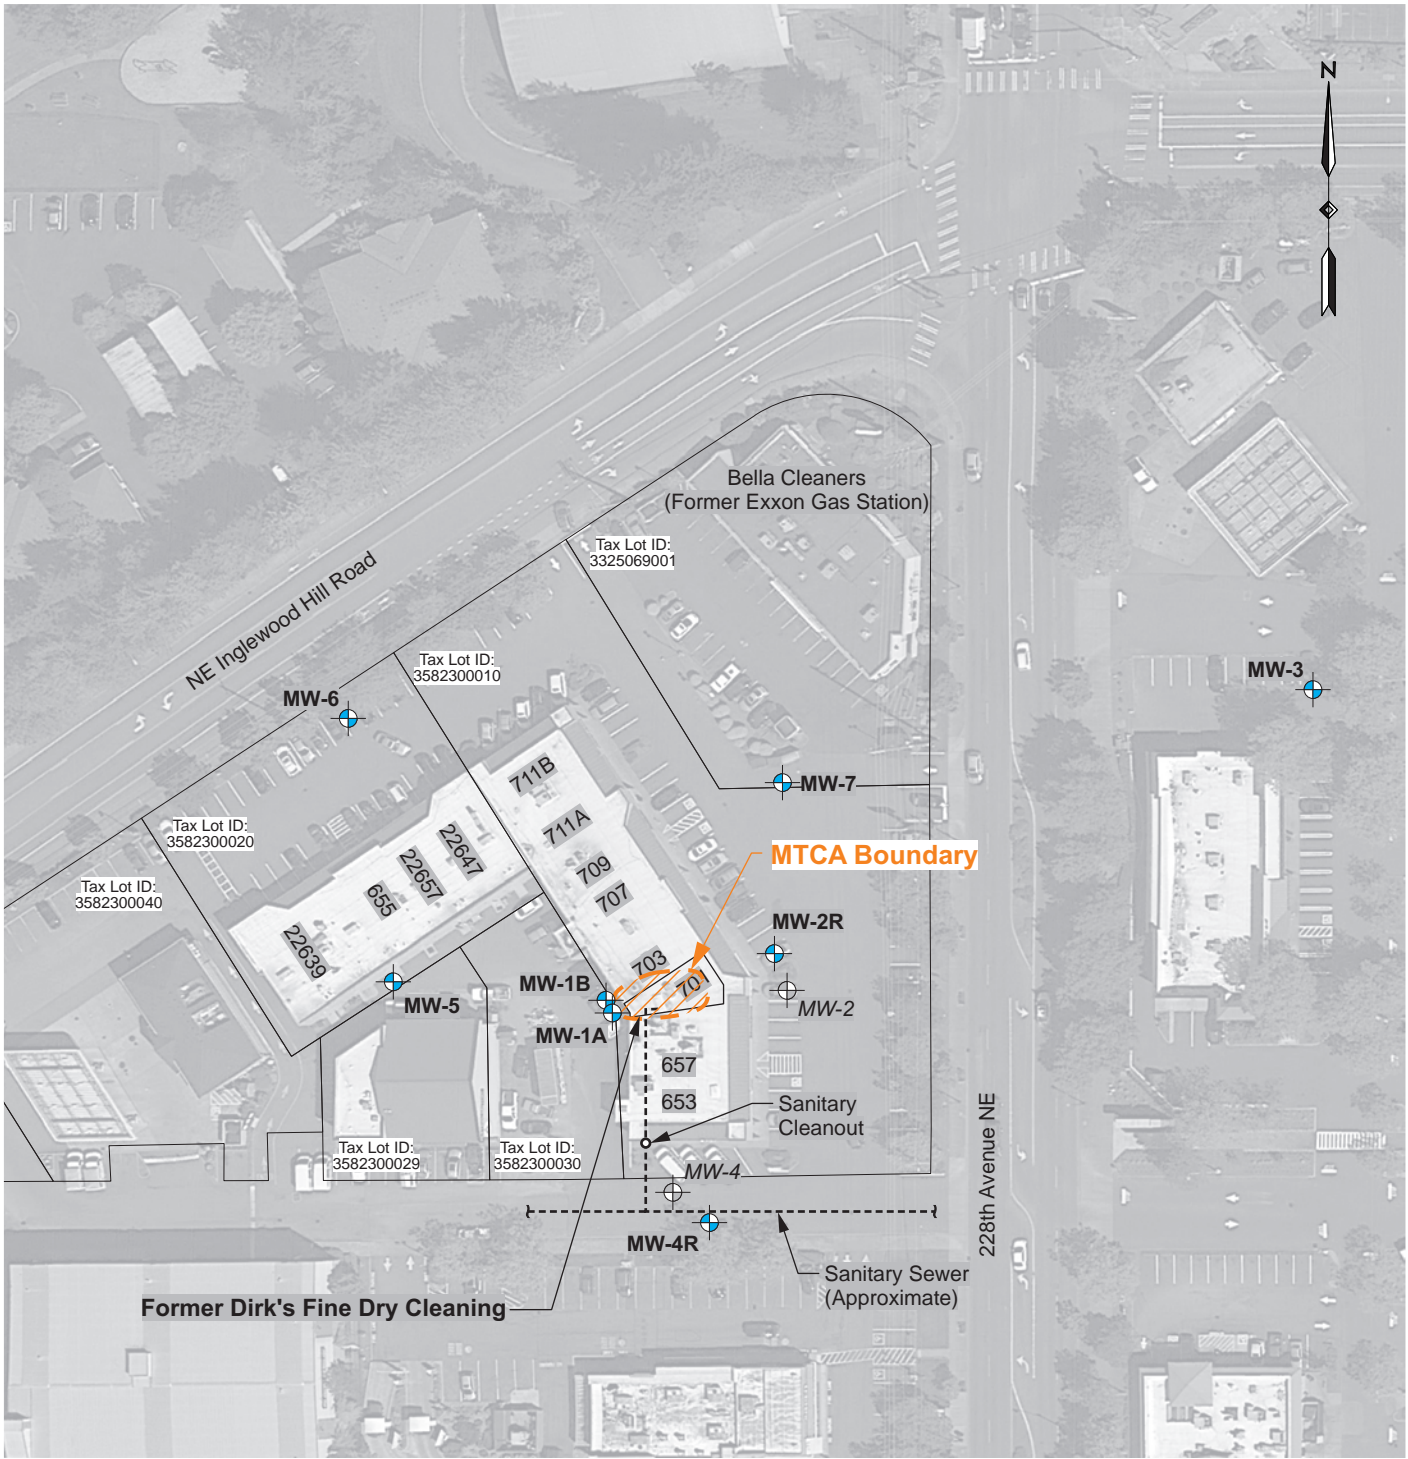 N
Bella Cleaners
(Former Exxon Gas Station)
Tax Lot ID:
3325069001
NE Inglewood Hill Road
Tax Lot ID:
3582300010
MW-3
MW-6
711B
MW-7
Tax Lot ID:
3582300020
711A
22647
MTCA Boundary
709
22657
Tax Lot ID:
3582300040
655
707
MW-2R
22639
703
701
MW-1B
MW-5
MW-2
MW-1A
657
653
Sanitary
Cleanout
228th Avenue NE
Tax Lot ID:
3582300029
Tax Lot ID:
3582300030
MW-4
MW-4R
Sanitary Sewer
(Approximate)
Former Dirk's Fine Dry Cleaning